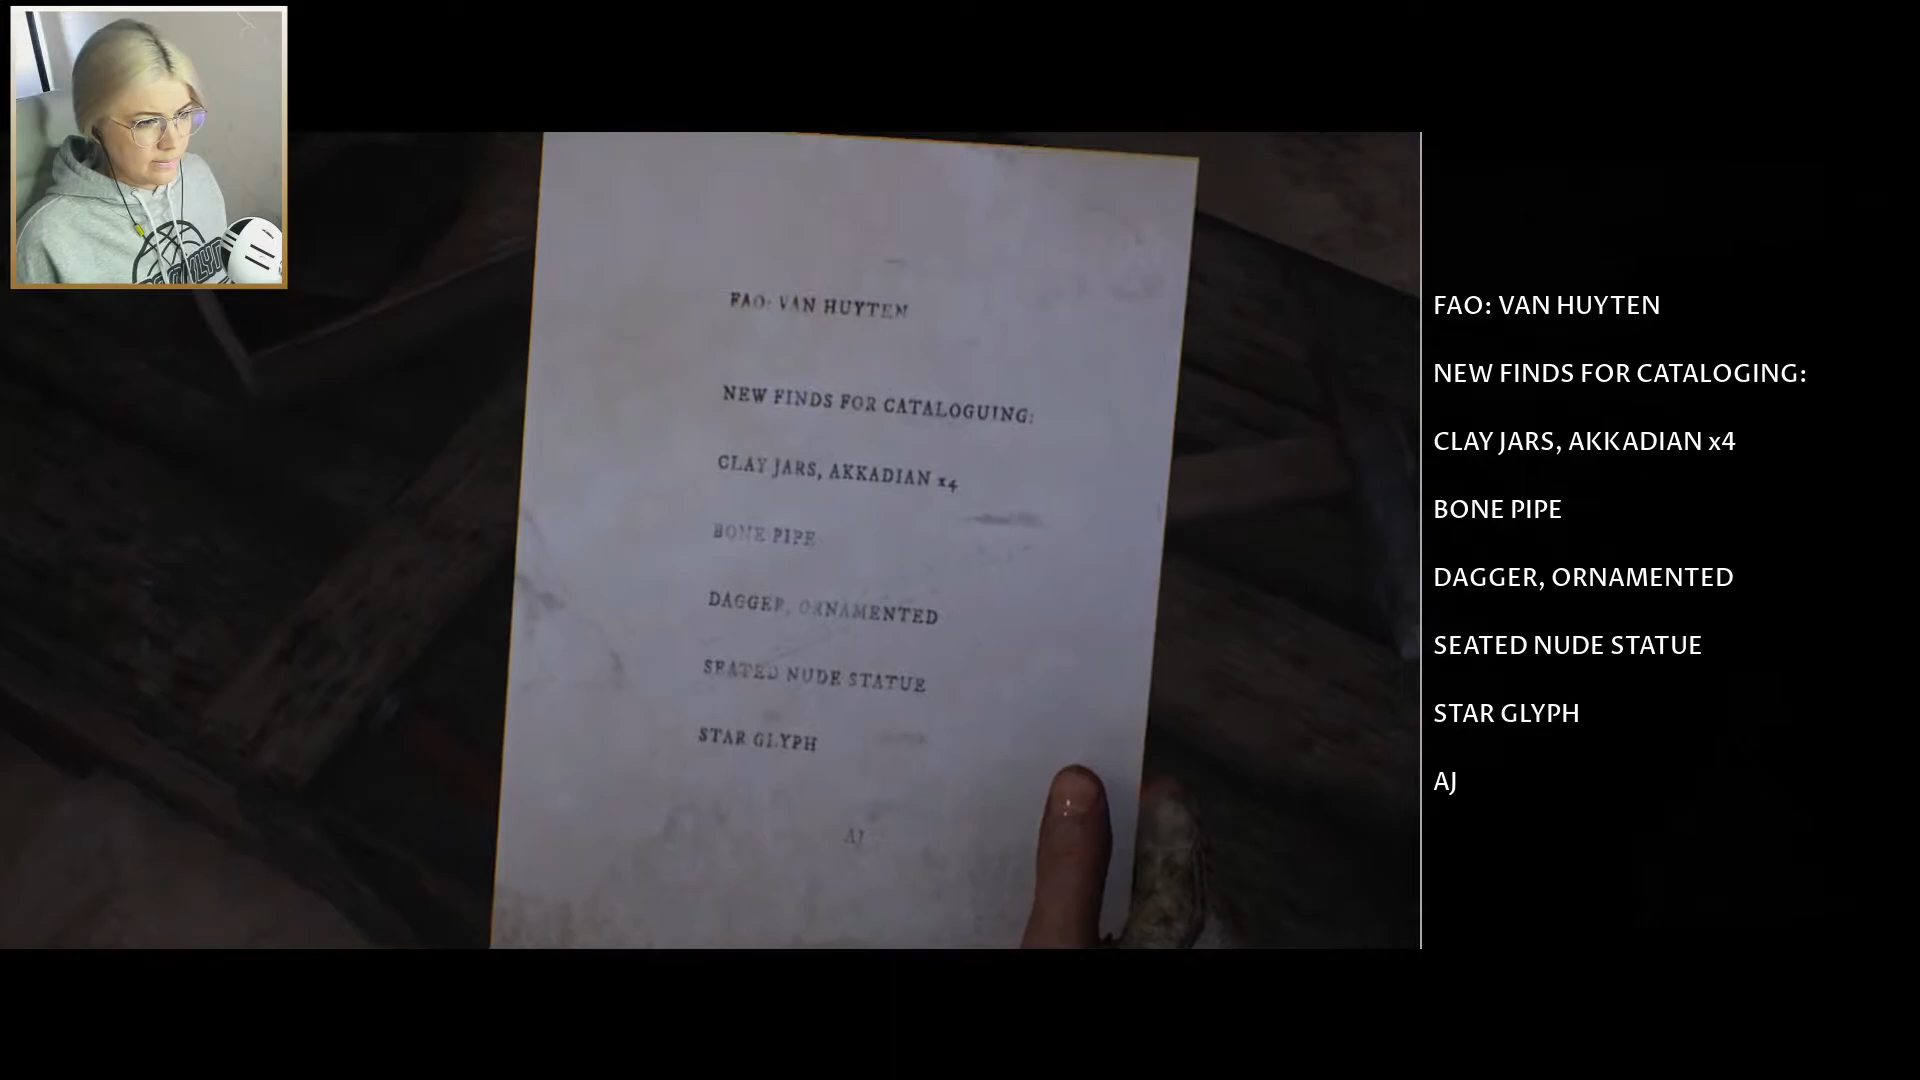 FAO: VAN HUYTEN
NEW FINDS FOR CATALOGUING:
CLAY JARS, AKKADIAN x4
BONE PIPE
DAGGER, ORNAMENTED
SEATED NUDE STATUE
STAR GLYPH
AJ
FAO: VAN HUYTEN
NEW FINDS FOR CATALOGING:
CLAY JARS, AKKADIAN x4
BONE PIPE
DAGGER, ORNAMENTED
SEATED NUDE STATUE
STAR GLYPH
AJ